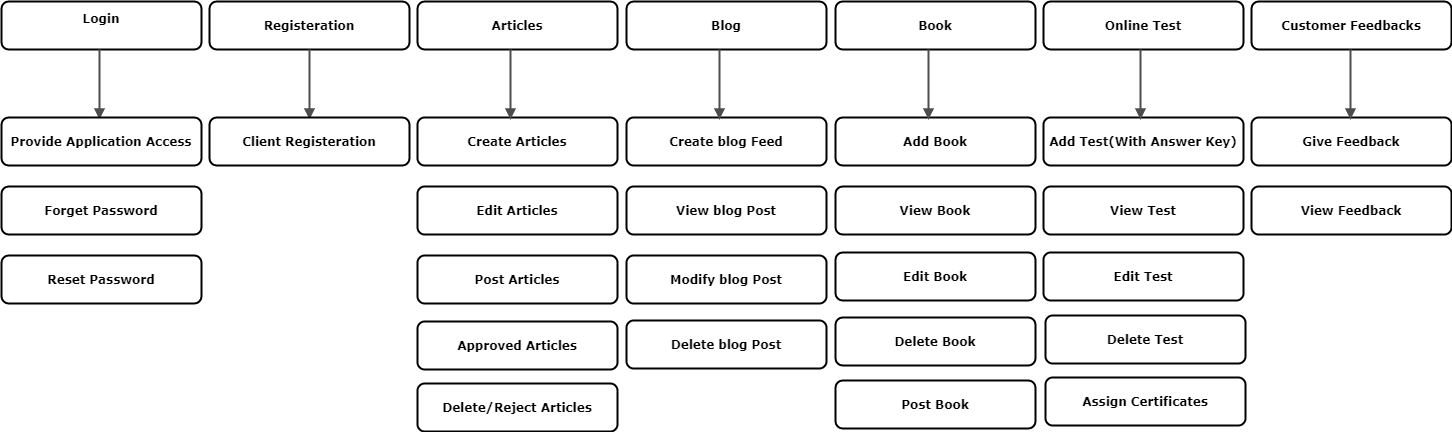 Login
Registeration
Articles
Blog
Book
Online Test
Customer Feedbacks
Provide Application Access
Client Registeration
Create Articles
Create blog Feed
Add Book
Add Test(With Answer Key)
Give Feedback
Forget Password
Edit Articles
View blog Post
View Book
View Test
View Feedback
Reset Password
Post Articles
Modify blog Post
Edit Book
Edit Test
Approved Articles
Delete blog Post
Delete Book
Delete Test
Delete/Reject Articles
Post Book
Assign Certificates